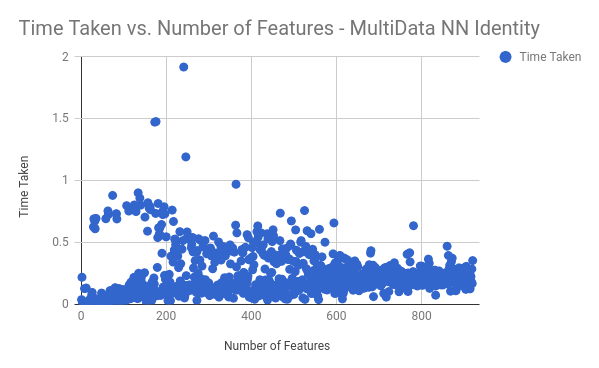 Time Taken vs. Number of Features - MultiData NN Identity
Time Taken
Time Taken
2
1.5
1
0.5
0
0 200 400 600 800
Number of Features